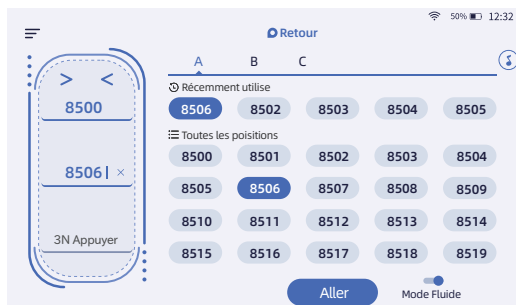 50% 12:32
Retour
A B C
> <
8500
8506 ×
3N Appuyer
Récemment utilise
8506 8502 8503 8504 8505
Toutes les poisitions
8500 8501 8502 8503 8504
8505 8506 8507 8508 8509
8510 8511 8512 8513 8514
8515 8516 8517 8518 8519
Aller
Mode Fluide